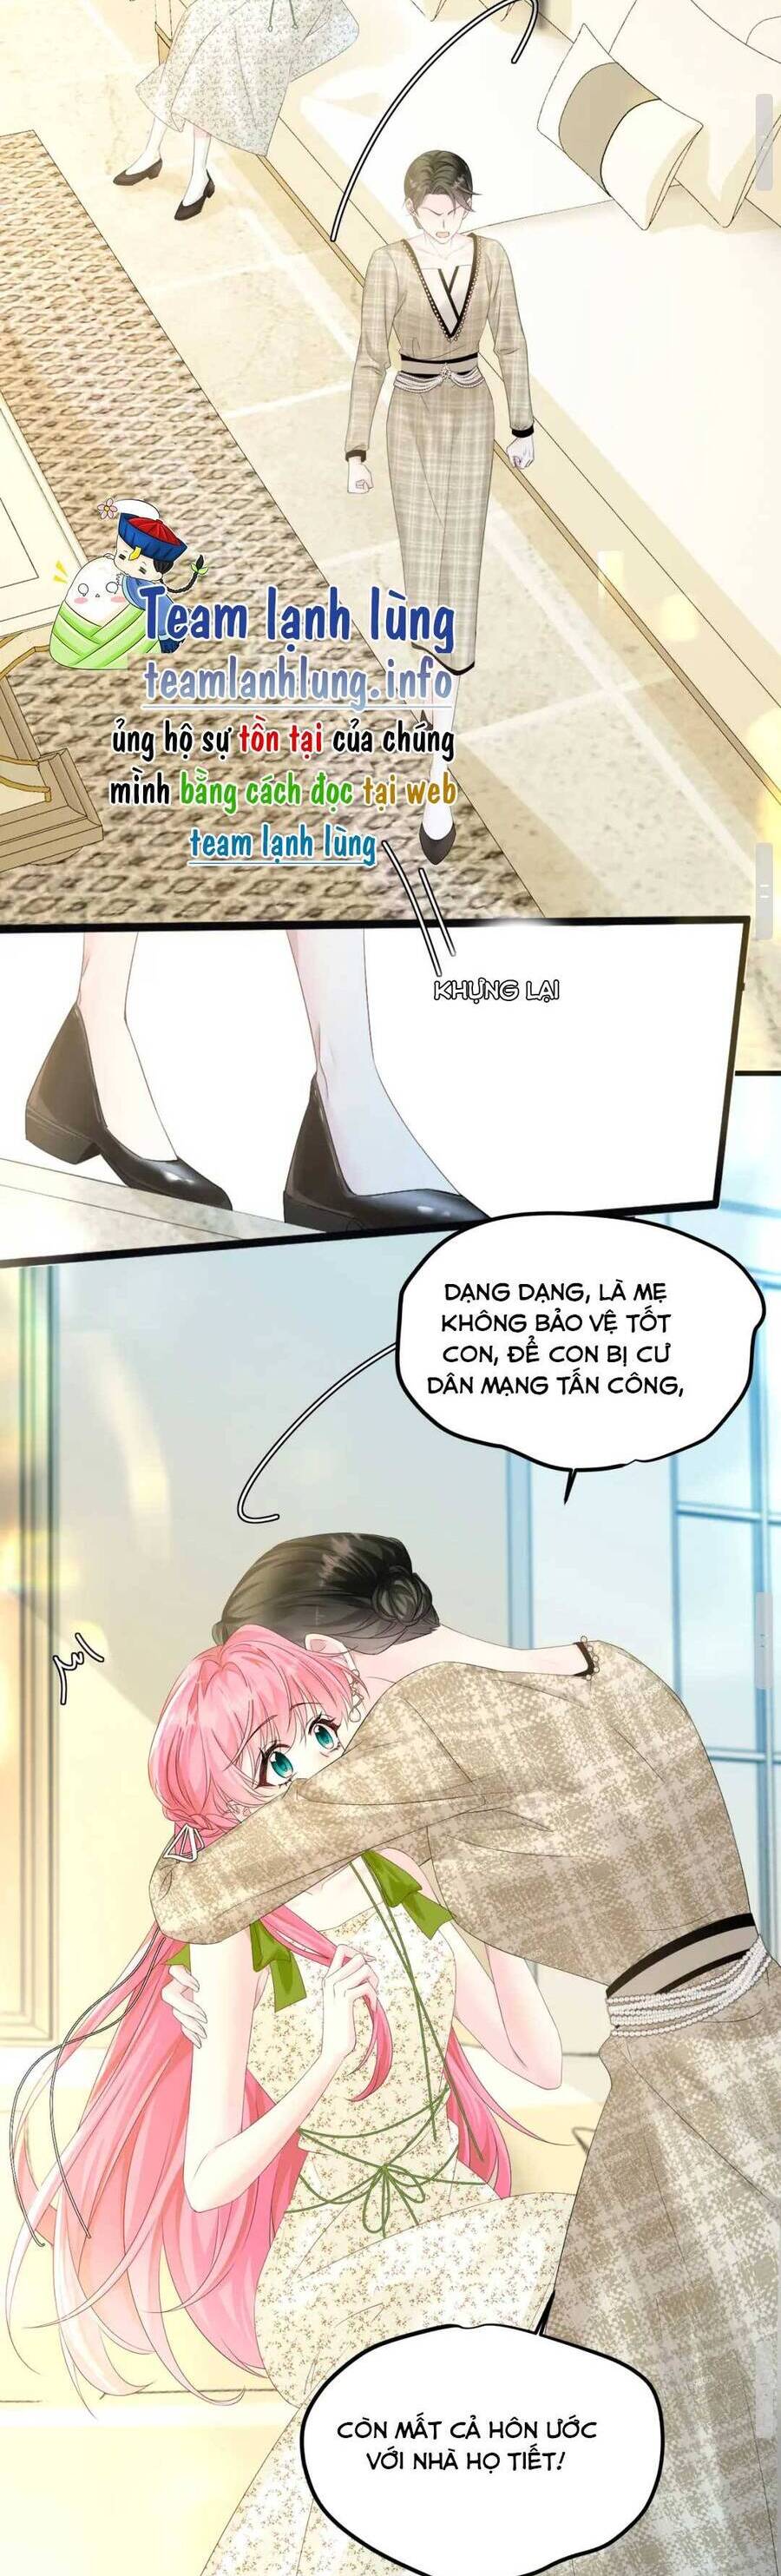 Team lạnh lùng
teamlanhlung.info
ủng hộ sự tồn tại của chúng
mình bằng cách đọc tại web
team lạnh lùng
KHỰNG LẠI
DẠNG DẠNG, LÀ MẸ
KHÔNG BẢO VỆ TỐT
CON, ĐỂ CON BỊ CƯ
DÂN MẠNG TẤN CÔNG,
CÒN MẤT CẢ HÔN ƯỚC
VỚI NHÀ HỌ TIẾT!